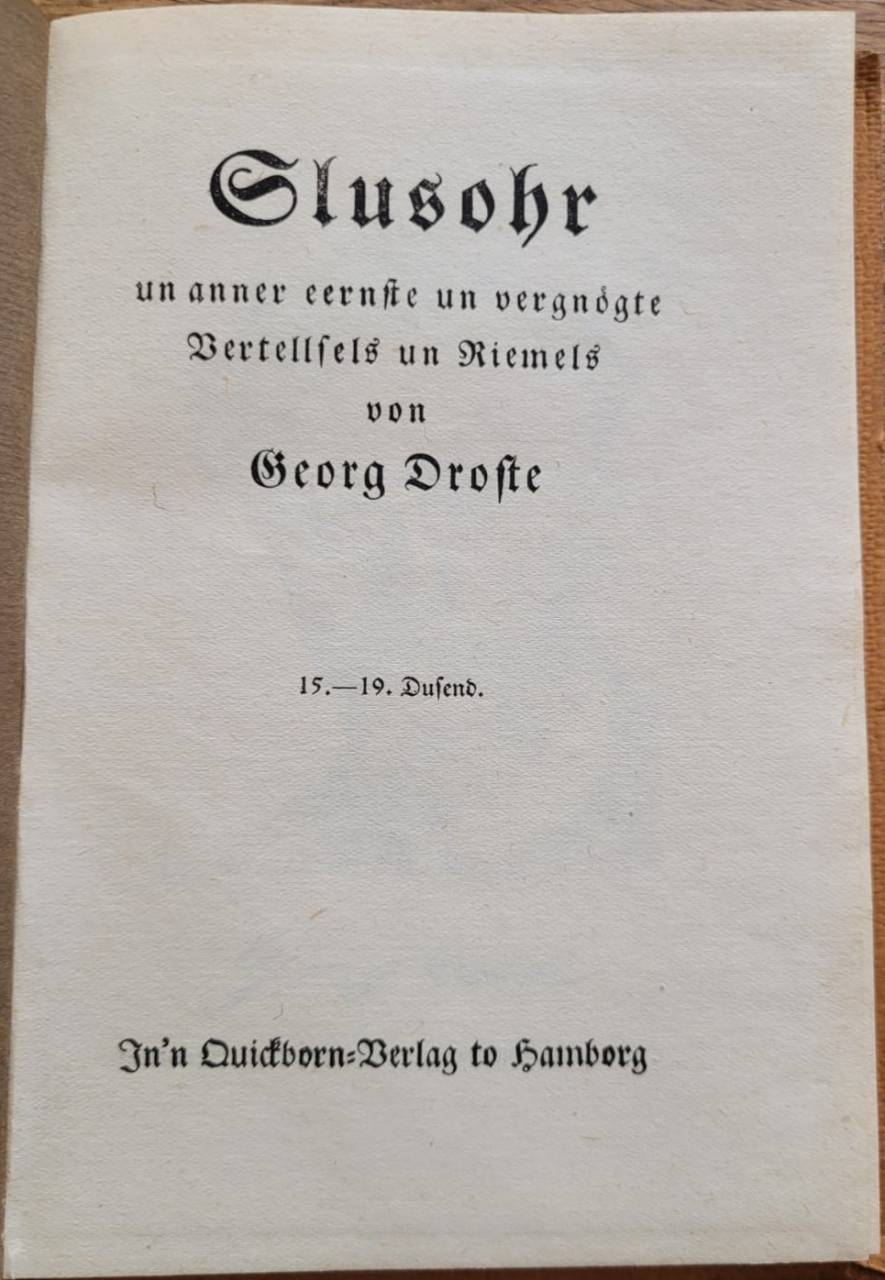 Slusohr
un anner eernste un vergnögte
Vertellsels un Riemels
von
Georg Droste
15.—19. Dusend.
In'n Quickborn-Verlag to Hamborg